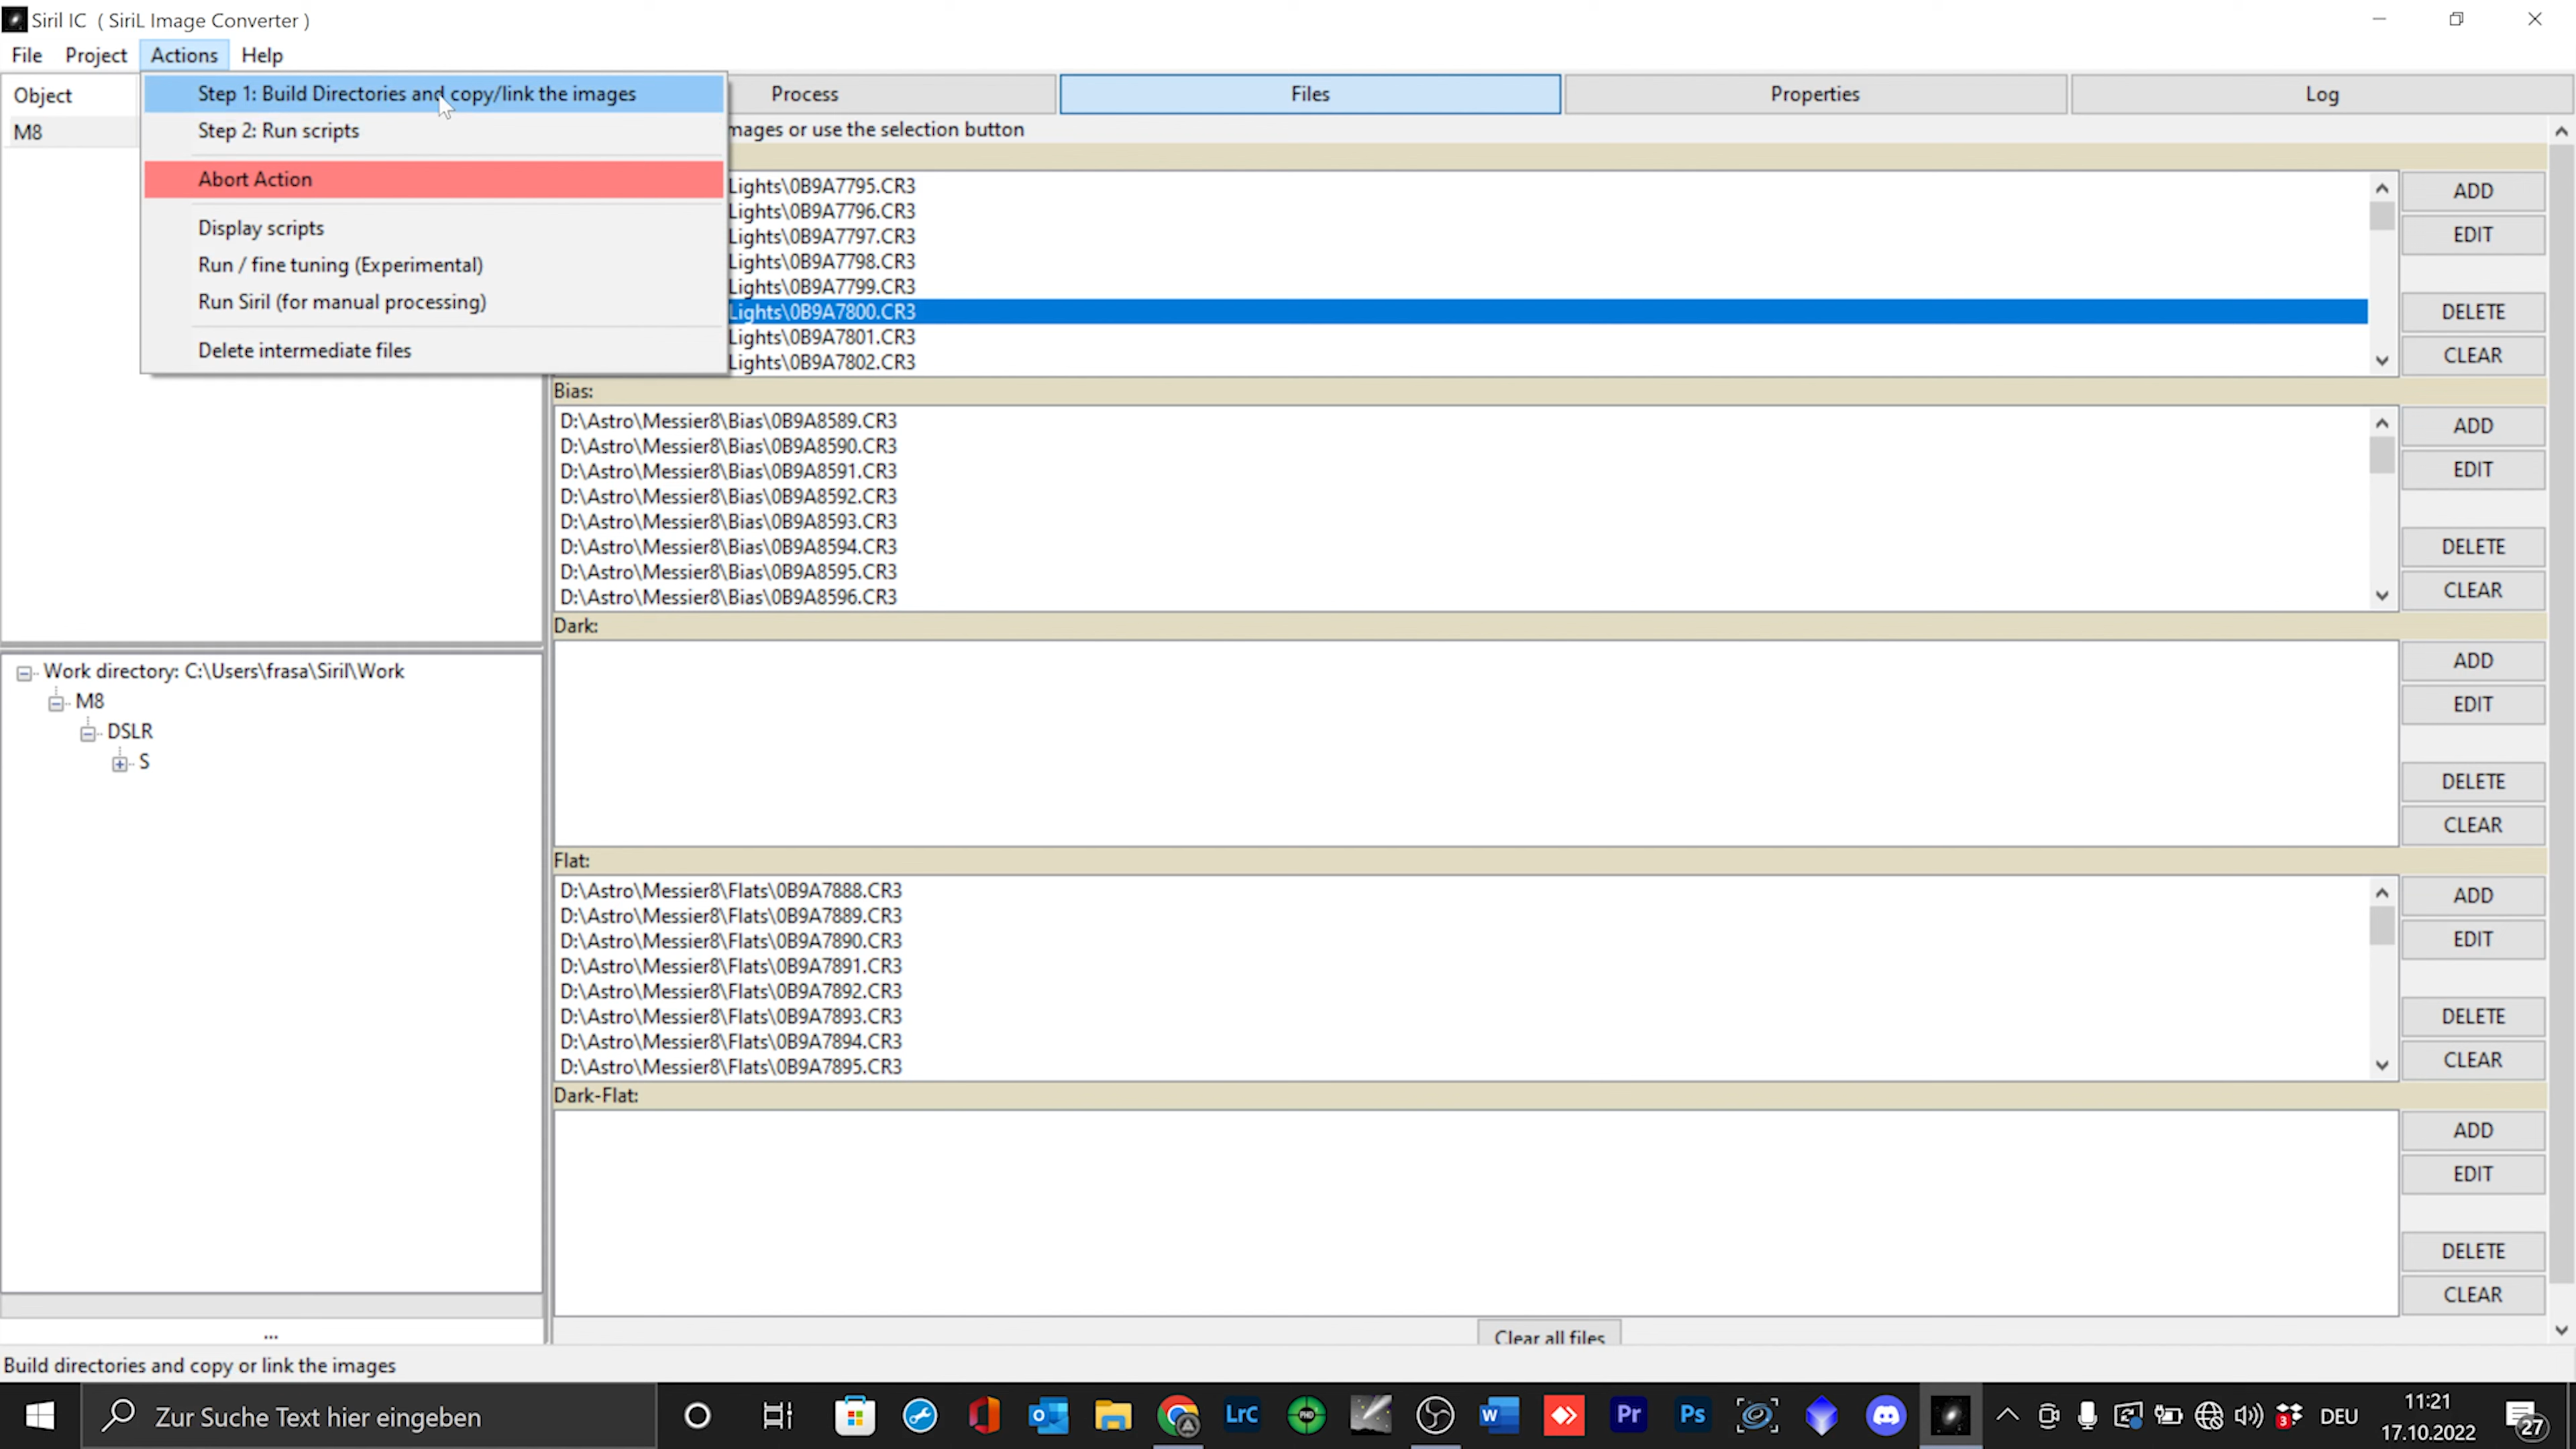 Siril IC ( SiriL Image Converter )
File Project Actions Help
Object
M8
Step 1: Build Directories and copy/link the images
Step 2: Run scripts
Abort Action
Display scripts
Run / fine tuning (Experimental)
Run Siril (for manual processing)
Delete intermediate files
Process Files Properties Log
mages or use the selection button
Lights\0B9A7795.CR3
Lights\0B9A7796.CR3
Lights\0B9A7797.CR3
Lights\0B9A7798.CR3
Lights\0B9A7799.CR3
Lights\0B9A7800.CR3
Lights\0B9A7801.CR3
Lights\0B9A7802.CR3
ADD
EDIT
DELETE
CLEAR
Bias:
D:\Astro\Messier8\Bias\0B9A8589.CR3
D:\Astro\Messier8\Bias\0B9A8590.CR3
D:\Astro\Messier8\Bias\0B9A8591.CR3
D:\Astro\Messier8\Bias\0B9A8592.CR3
D:\Astro\Messier8\Bias\0B9A8593.CR3
D:\Astro\Messier8\Bias\0B9A8594.CR3
D:\Astro\Messier8\Bias\0B9A8595.CR3
D:\Astro\Messier8\Bias\0B9A8596.CR3
ADD
EDIT
DELETE
CLEAR
Dark:
ADD
EDIT
DELETE
CLEAR
Flat:
D:\Astro\Messier8\Flats\0B9A7888.CR3
D:\Astro\Messier8\Flats\0B9A7889.CR3
D:\Astro\Messier8\Flats\0B9A7890.CR3
D:\Astro\Messier8\Flats\0B9A7891.CR3
D:\Astro\Messier8\Flats\0B9A7892.CR3
D:\Astro\Messier8\Flats\0B9A7893.CR3
D:\Astro\Messier8\Flats\0B9A7894.CR3
D:\Astro\Messier8\Flats\0B9A7895.CR3
ADD
EDIT
DELETE
CLEAR
Dark-Flat:
ADD
EDIT
DELETE
CLEAR
Clear all files
Work directory: C:\Users\frasa\Siril\Work
M8
DSLR
S
...
Build directories and copy or link the images
Zur Suche Text hier eingeben
LrC
PHD
W
Pr
Ps
3
DEU
11:21
17.10.2022
27